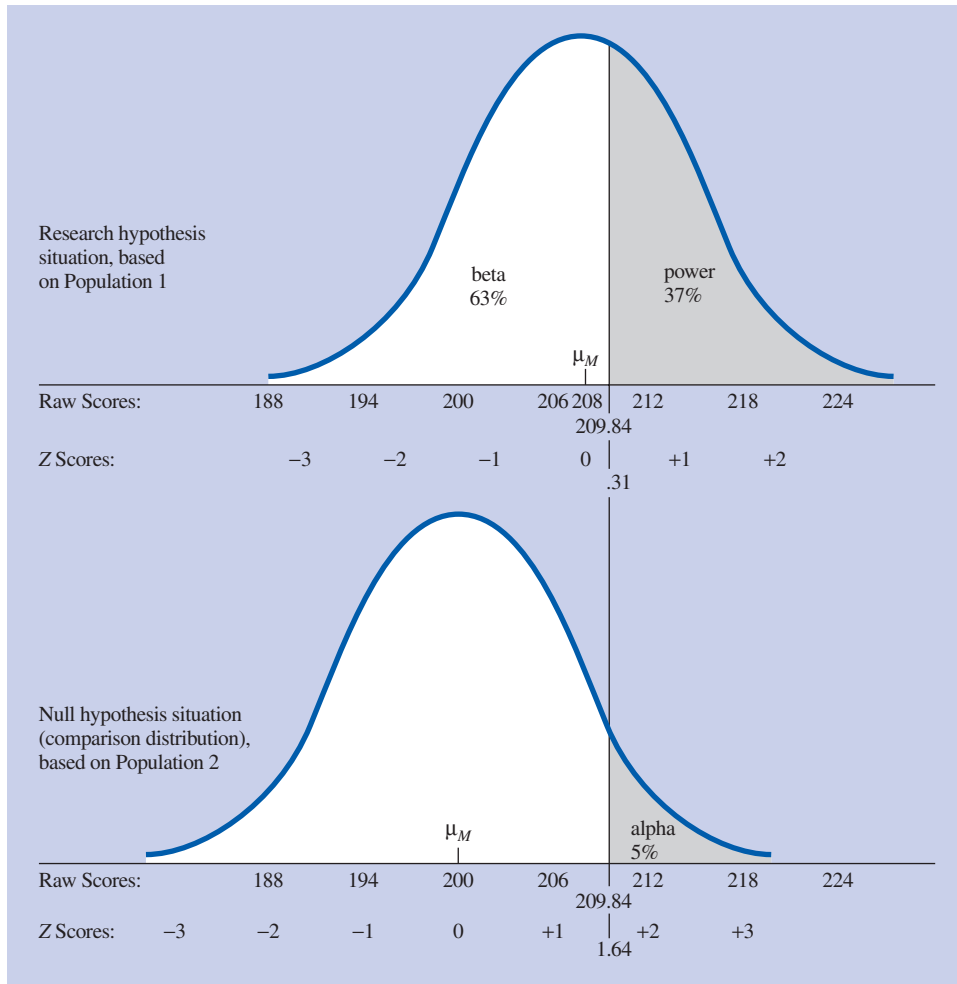 Research hypothesis
situation, based
on Population 1
beta
63%
power
37%
μM
Raw Scores: 188 194 200 206 208 212 218 224
209.84
Z Scores: −3 −2 −1 0 +1 +2
.31
Null hypothesis situation
(comparison distribution),
based on Population 2
μM
alpha
5%
Raw Scores: 188 194 200 206 212 218 224
209.84
Z Scores: −3 −2 −1 0 +1 +2 +3
1.64